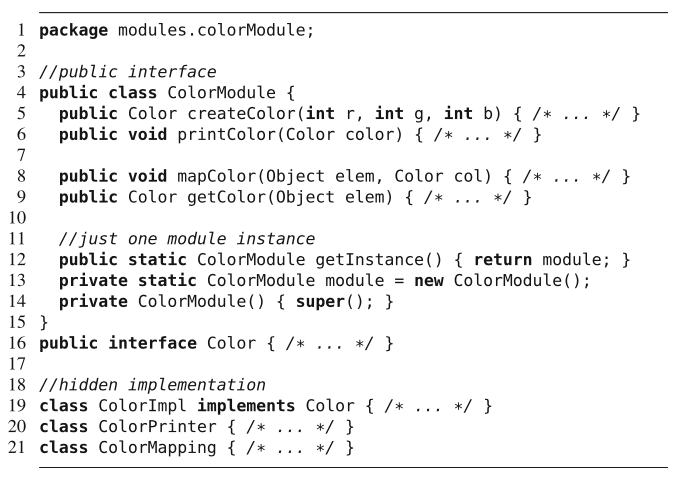 1 package modules.colorModule;
2
3 //public interface
4 public class ColorModule {
5   public Color createColor(int r, int g, int b) { /* ... */ }
6   public void printColor(Color color) { /* ... */ }
7
8   public void mapColor(Object elem, Color col) { /* ... */ }
9   public Color getColor(Object elem) { /* ... */ }
10
11   //just one module instance
12   public static ColorModule getInstance() { return module; }
13   private static ColorModule module = new ColorModule();
14   private ColorModule() { super(); }
15 }
16 public interface Color { /* ... */ }
17
18 //hidden implementation
19 class ColorImpl implements Color { /* ... */ }
20 class ColorPrinter { /* ... */ }
21 class ColorMapping { /* ... */ }